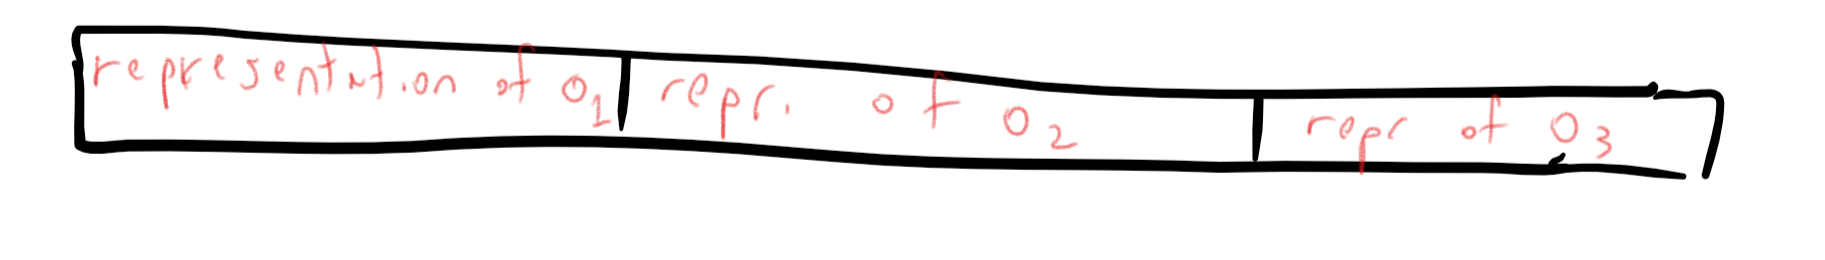 representation of O1 repr. of O2 repr of O3